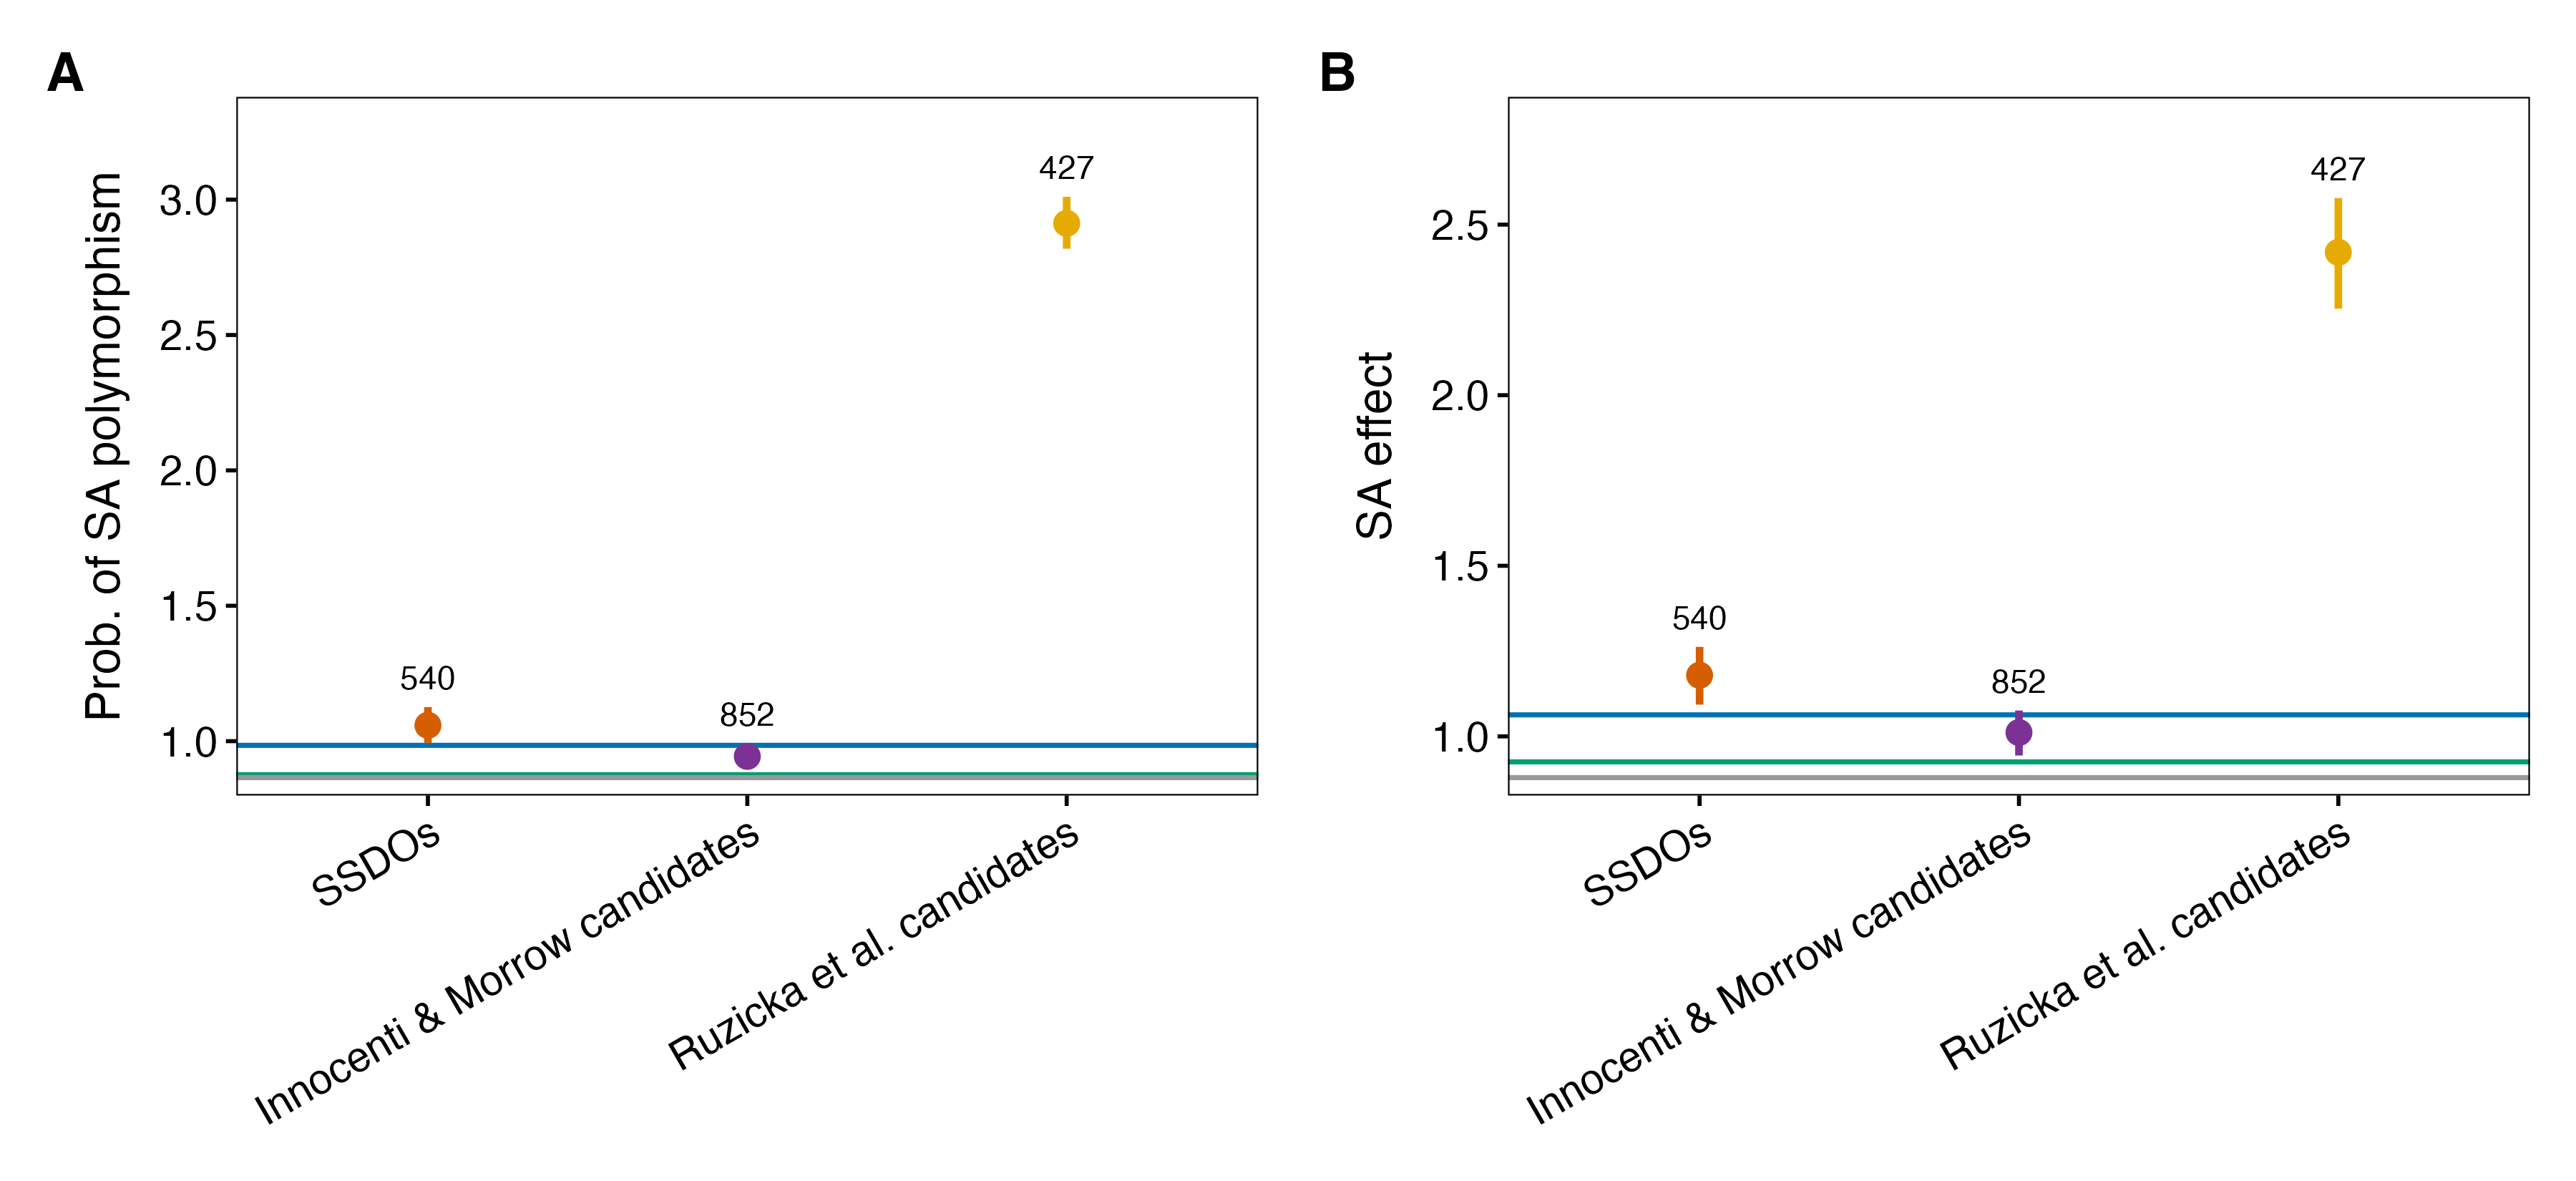 A
Prob. of SA polymorphism
3.0
2.5
2.0
1.5
1.0
540
852
427
SSDOs
Innocenti & Morrow candidates
Ruzicka et al. candidates
B
SA effect
2.5
2.0
1.5
1.0
540
852
427
SSDOs
Innocenti & Morrow candidates
Ruzicka et al. candidates